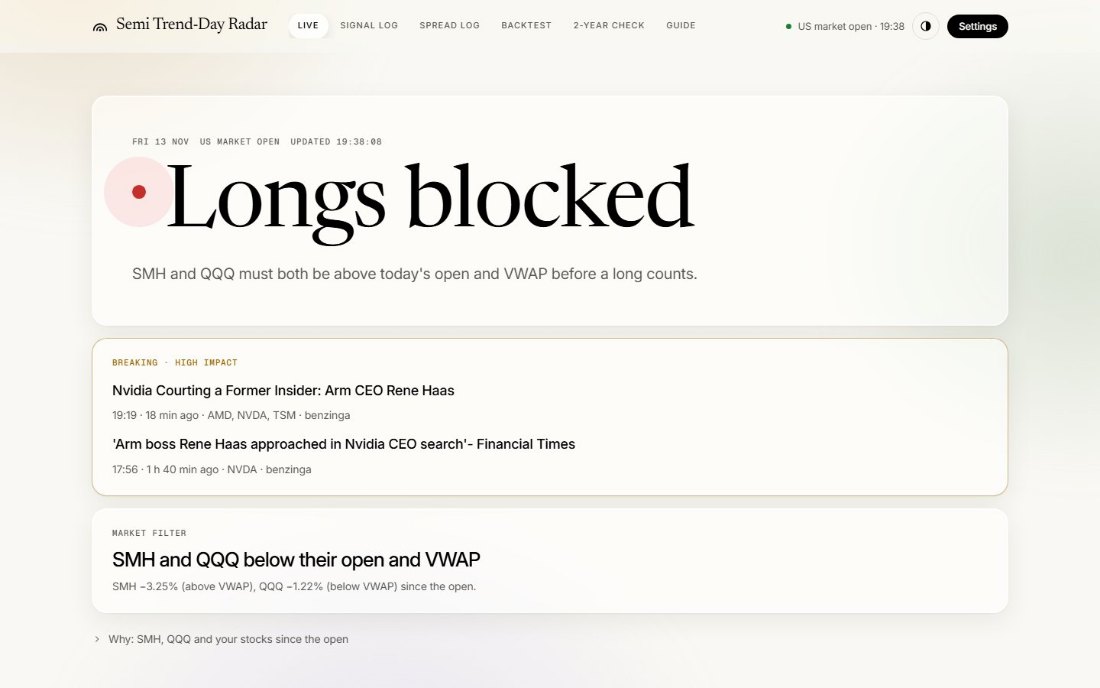 Semi Trend-Day Radar LIVE SIGNAL LOG SPREAD LOG BACKTEST 2-YEAR CHECK GUIDE US market open · 19:38 Settings
FRI 13 NOV US MARKET OPEN UPDATED 19:38:08
Longs blocked
SMH and QQQ must both be above today's open and VWAP before a long counts.
BREAKING · HIGH IMPACT
Nvidia Courting a Former Insider: Arm CEO Rene Haas
19:19 · 18 min ago · AMD, NVDA, TSM · benzinga
'Arm boss Rene Haas approached in Nvidia CEO search'- Financial Times
17:56 · 1 h 40 min ago · NVDA · benzinga
MARKET FILTER
SMH and QQQ below their open and VWAP
SMH −3.25% (above VWAP), QQQ −1.22% (below VWAP) since the open.
Why: SMH, QQQ and your stocks since the open